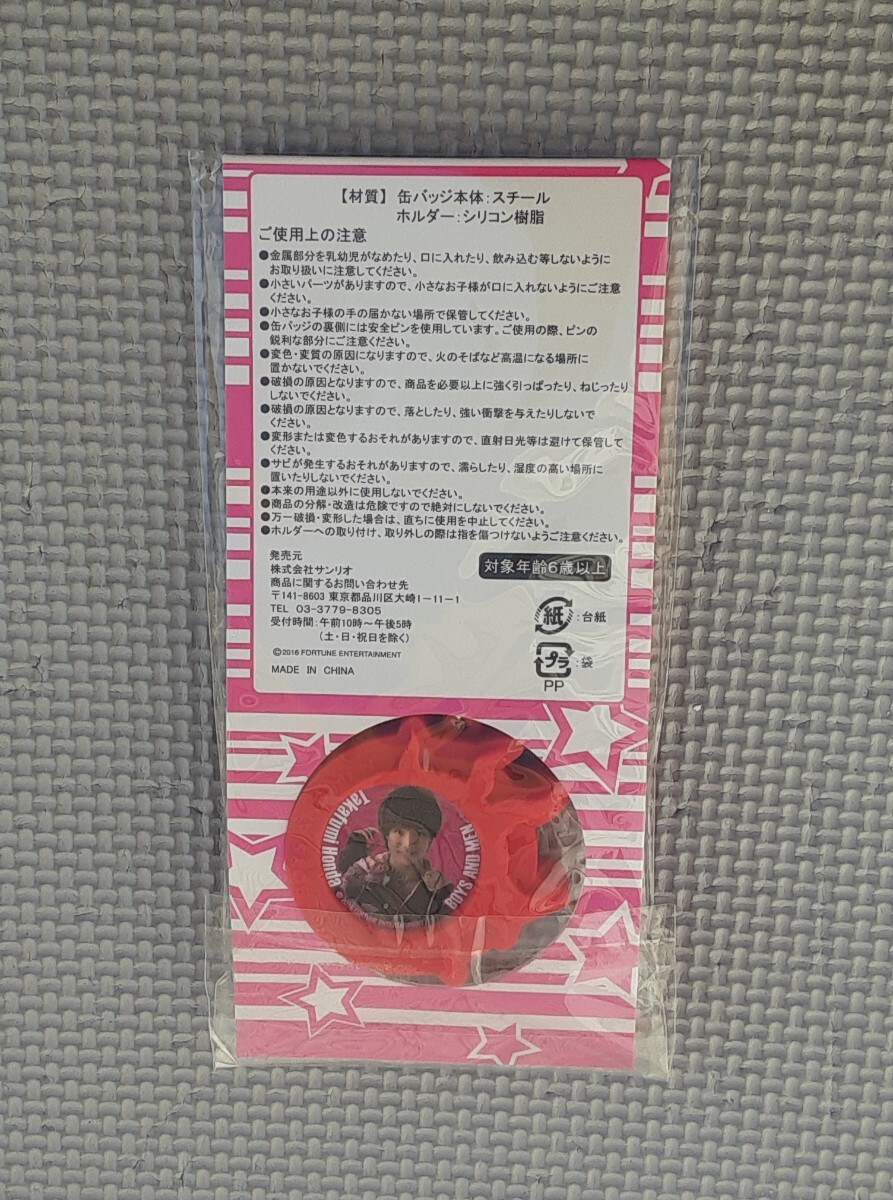 【材質】 缶バッジ本体：スチール
ホルダー：シリコン樹脂
ご使用上の注意
●金属部分を乳幼児がなめたり、口に入れたり、飲み込む等しないように
お取り扱いに注意してください。
●小さいパーツがありますので、小さなお子様が口に入れないようにご注意
ください。
●小さなお子様の手の届かない場所で保管してください。
●缶バッジの裏側には安全ピンを使用しています。ご使用の際、ピンの
鋭利な部分にご注意ください。
●変色・変質の原因になりますので、火のそばなど高温になる場所に
置かないでください。
●破損の原因となりますので、商品を必要以上に強く引っぱったり、ねじったり
しないでください。
●破損の原因となりますので、落としたり、強い衝撃を与えたりしないで
ください。
●変形または変色するおそれがありますので、直射日光等は避けて保管して
ください。
●サビが発生するおそれがありますので、濡らしたり、湿度の高い場所に
置いたりしないでください。
●本来の用途以外に使用しないでください。
●商品の分解・改造は危険ですので絶対にしないでください。
●万一破損・変形した場合は、直ちに使用を中止してください。
●ホルダーへの取り付け、取り外しの際は指を傷つけないようご注意ください。
発売元
株式会社サンリオ
商品に関するお問い合わせ先
〒141-8603 東京都品川区大崎1-11-1
TEL 03-3779-8305
受付時間：午前10時～午後5時
（土・日・祝日を除く）
©2016 FORTUNE ENTERTAINMENT
MADE IN CHINA
対象年齢6歳以上
紙：台紙
プラ：袋
PP
Takafumi Honda
BOYS AND MEN